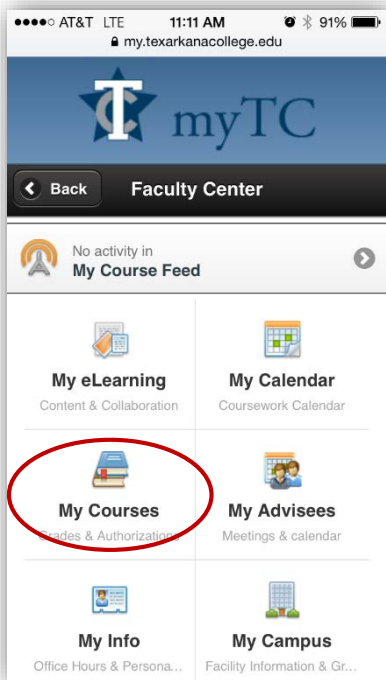 AT&T LTE 11:11 AM 91%
my.texarkanacollege.edu
TC myTC
Back Faculty Center
No activity in
My Course Feed
My eLearning My Calendar
Content & Collaboration Coursework Calendar
My Courses My Advisees
Grades & Authorizations Meetings & calendar
My Info My Campus
Office Hours & Persona... Facility Information & Gr...